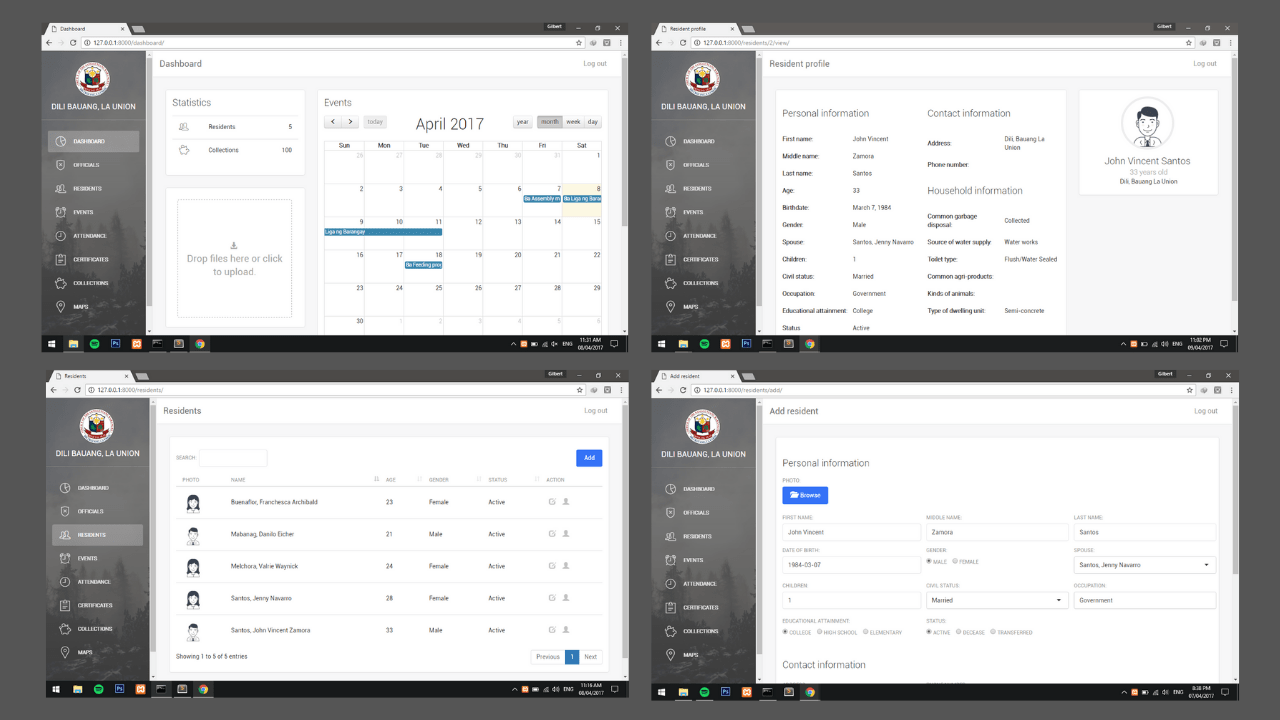 Dashboard
Gilbert
127.0.0.1:8000/dashboard/
DILI BAUANG, LA UNION
DASHBOARD
OFFICIALS
RESIDENTS
EVENTS
ATTENDANCE
CERTIFICATES
COLLECTIONS
MAPS
Dashboard
Log out
Statistics
Residents 5
Collections 100
Drop files here or click
to upload
Events
today
April 2017
year month week day
Sun Mon Tue Wed Thu Fri Sat
26 27 28 29 30 31 1
2 3 4 5 6 7 8
8a Assembly m 8a Liga ng Bara
9 10 11 12 13 14 15
Liga ng Barangay
16 17 18 19 20 21 22
8a Feeding pro
23 24 25 26 27 28 29
30 1 2 3 4 5 6
ENG
11:31 AM
08/04/2017
Resident profile
Gilbert
127.0.0.1:8000/residents/2/view/
DILI BAUANG, LA UNION
DASHBOARD
OFFICIALS
RESIDENTS
EVENTS
ATTENDANCE
CERTIFICATES
COLLECTIONS
MAPS
Resident profile
Log out
Personal information
First name: John Vincent
Middle name: Zamora
Last name: Santos
Age: 33
Birthdate: March 7, 1984
Gender: Male
Spouse: Santos, Jenny Navarro
Children: 1
Civil status: Married
Occupation: Government
Educational attainment: College
Status Active
Contact information
Address: Dili, Bauang La
Union
Phone number:
Household information
Common garbage
disposal: Collected
Source of water supply: Water works
Toilet type: Flush/Water Sealed
Common agri-products:
Kinds of animals:
Type of dwelling unit: Semi-concrete
John Vincent Santos
33 years old
Dili, Bauang La Union
ENG
11:02 PM
09/04/2017
Residents
Gilbert
127.0.0.1:8000/residents/
DILI BAUANG, LA UNION
DASHBOARD
OFFICIALS
RESIDENTS
EVENTS
ATTENDANCE
CERTIFICATES
COLLECTIONS
MAPS
Residents
Log out
SEARCH:
Add
PHOTO NAME AGE GENDER STATUS ACTION
Buenaflor, Franchesca Archibald 23 Female Active
Mabanag, Danilo Eicher 21 Male Active
Melchora, Valrie Waynick 24 Female Active
Santos, Jenny Navarro 28 Female Active
Santos, John Vincent Zamora 33 Male Active
Showing 1 to 5 of 5 entries
Previous 1 Next
ENG
11:16 AM
08/04/2017
Add resident
Gilbert
127.0.0.1:8000/residents/add/
DILI BAUANG, LA UNION
DASHBOARD
OFFICIALS
RESIDENTS
EVENTS
ATTENDANCE
CERTIFICATES
COLLECTIONS
MAPS
Add resident
Log out
Personal information
PHOTO:
Browse
FIRST NAME: MIDDLE NAME: LAST NAME:
John Vincent Zamora Santos
DATE OF BIRTH: GENDER: SPOUSE:
1984-03-07 MALE FEMALE Santos, Jenny Navarro
CHILDREN: CIVIL STATUS: OCCUPATION:
1 Married Government
EDUCATIONAL ATTAINMENT: STATUS:
COLLEGE HIGH SCHOOL ELEMENTARY ACTIVE DECEASE TRANSFERRED
Contact information
ENG
8:38 PM
07/04/2017